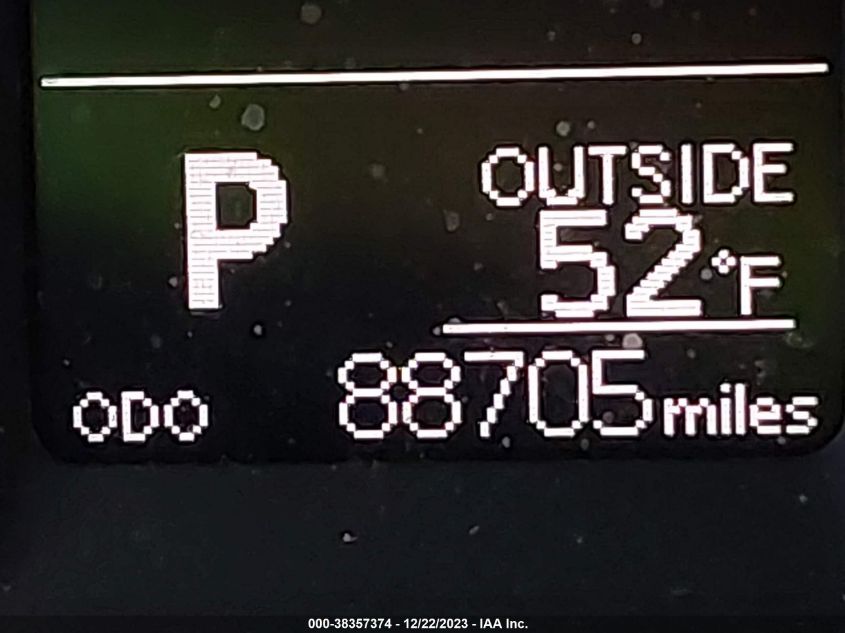 P
OUTSIDE
52°F
ODO 88705 miles
000-38357374 - 12/22/2023 - IAA Inc.